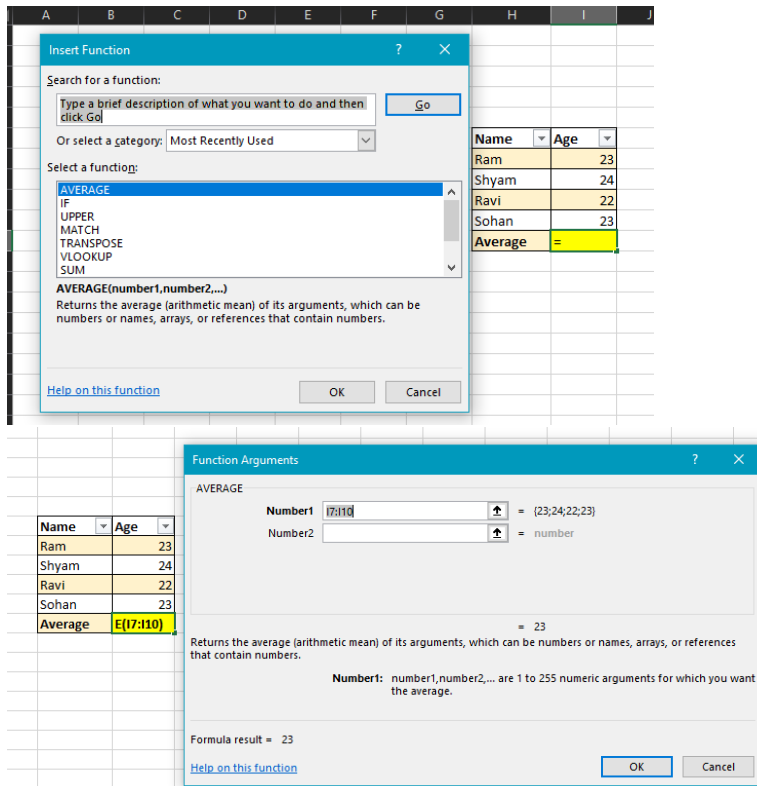 A B C D E F G H I J
Insert Function ? ×
Search for a function:
Type a brief description of what you want to do and then
click Go
Go
Or select a category: Most Recently Used
Select a function:
AVERAGE
IF
UPPER
MATCH
TRANSPOSE
VLOOKUP
SUM
AVERAGE(number1,number2,...)
Returns the average (arithmetic mean) of its arguments, which can be
numbers or names, arrays, or references that contain numbers.
Help on this function
OK Cancel
Name Age
Ram 23
Shyam 24
Ravi 22
Sohan 23
Average =
Name Age
Ram 23
Shyam 24
Ravi 22
Sohan 23
Average E(I7:I10)
Function Arguments ? ×
AVERAGE
Number1 I7:I10 = {23;24;22;23}
Number2 = number
= 23
Returns the average (arithmetic mean) of its arguments, which can be numbers or names, arrays, or references
that contain numbers.
Number1: number1,number2,... are 1 to 255 numeric arguments for which you want
the average.
Formula result = 23
Help on this function
OK Cancel